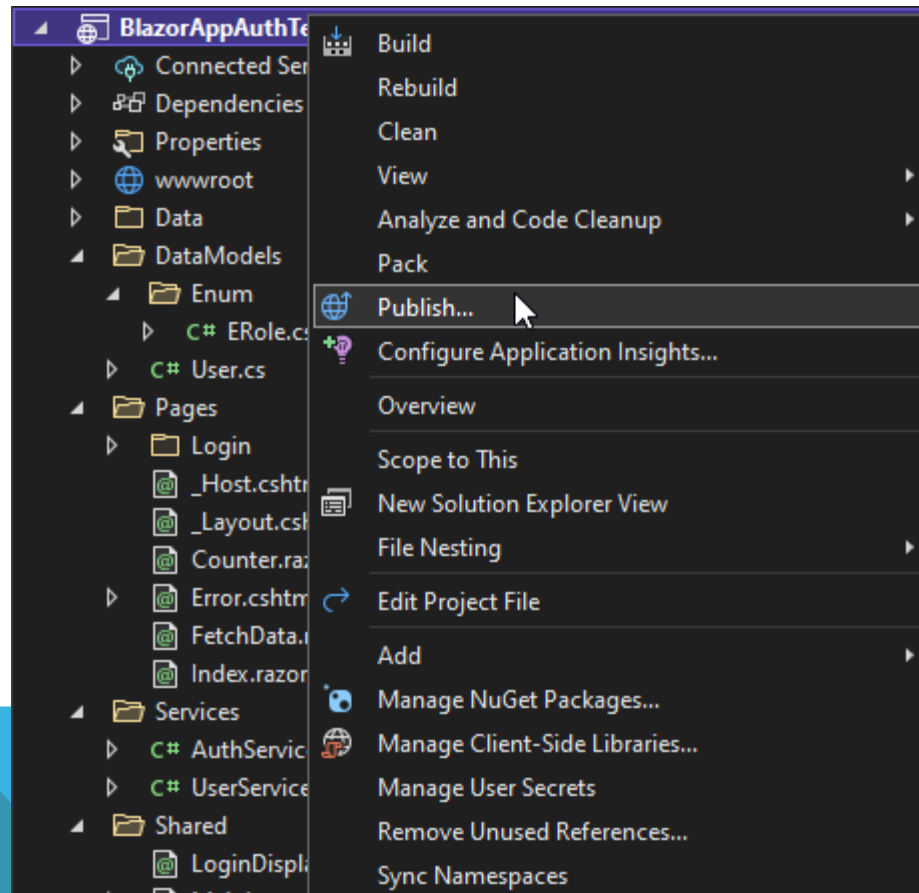 BlazorAppAuthTe
Connected Ser
Dependencies
Properties
wwwroot
Data
DataModels
Enum
C# ERole.cs
C# User.cs
Pages
Login
_Host.cshtm
_Layout.csh
Counter.raz
Error.cshtm
FetchData.r
Index.razor
Services
C# AuthServic
C# UserService
Shared
LoginDispla
Build
Rebuild
Clean
View
Analyze and Code Cleanup
Pack
Publish...
Configure Application Insights...
Overview
Scope to This
New Solution Explorer View
File Nesting
Edit Project File
Add
Manage NuGet Packages...
Manage Client-Side Libraries...
Manage User Secrets
Remove Unused References...
Sync Namespaces